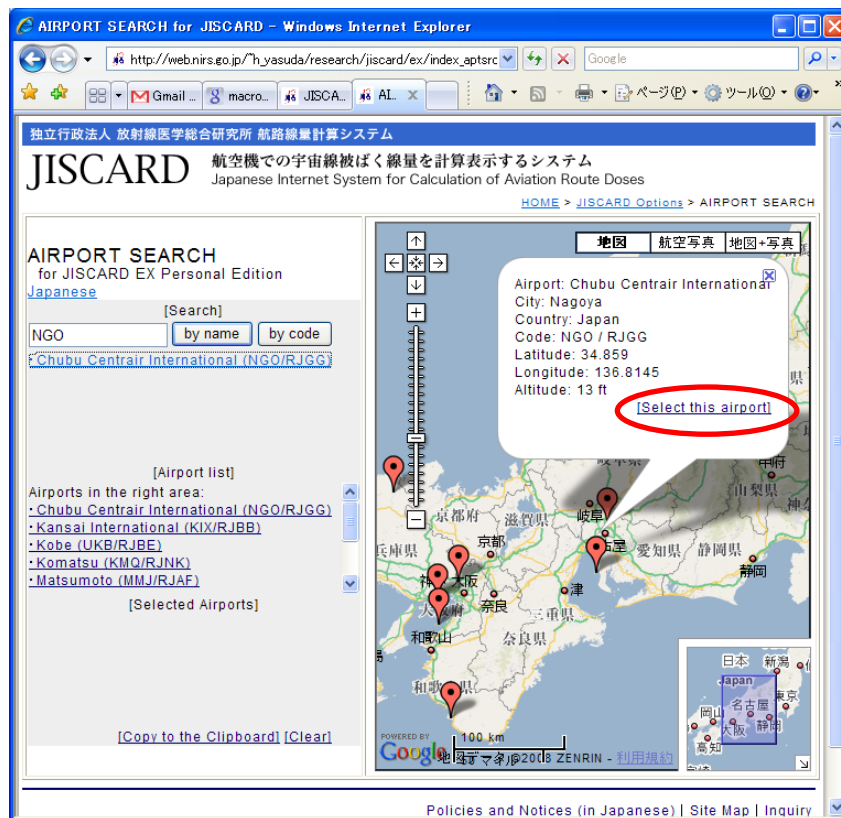 AIRPORT SEARCH for JISCARD - Windows Internet Explorer
http://web.nirs.go.jp/~h_yasuda/research/jiscard/ex/index_aptsrc
Google
Gmail ...
macro...
JISCA...
AI...
ページ(P)
ツール(O)
独立行政法人 放射線医学総合研究所 航路線量計算システム
JISCARD
航空機での宇宙線被ばく線量を計算表示するシステム
Japanese Internet System for Calculation of Aviation Route Doses
HOME > JISCARD Options > AIRPORT SEARCH
AIRPORT SEARCH
for JISCARD EX Personal Edition
Japanese
[Search]
NGO
by name
by code
・Chubu Centrair International (NGO/RJGG)
[Airport list]
Airports in the right area:
・Chubu Centrair International (NGO/RJGG)
・Kansai International (KIX/RJBB)
・Kobe (UKB/RJBE)
・Komatsu (KMQ/RJNK)
・Matsumoto (MMJ/RJAF)
[Selected Airports]
[Copy to the Clipboard] [Clear]
地図
航空写真
地図+写真
Airport: Chubu Centrair International
City: Nagoya
Country: Japan
Code: NGO / RJGG
Latitude: 34.859
Longitude: 136.8145
Altitude: 13 ft
[Select this airport]
県
甲府
山梨県
岐阜
京都府
滋賀県
兵庫県
京都
愛知県
静岡県
静岡
津
奈良
三重県
和歌山
奈良県
日本
新潟
Japan
東京
名古屋
岡山
大阪
静岡
高知
POWERED BY
Google
100 km
©2008 ZENRIN - 利用規約
Policies and Notices (in Japanese) | Site Map | Inquiry